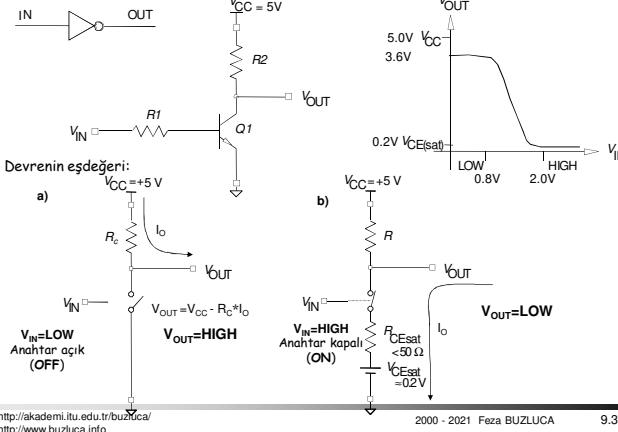 IN
OUT
VCC = 5V
R2
VOUT
R1
VIN
Q1
VOUT
5.0V VCC
3.6V
0.2V VCE(sat)
LOW
HIGH
0.8V
2.0V
Devrenin eşdeğeri:
a)
VCC=+5 V
Rc
IO
VOUT
VIN
VOUT =VCC - RC*IO
VIN=LOW
Anahtar açık
(OFF)
VOUT=HIGH
b)
VCC=+5 V
R
VOUT
VIN
VOUT=LOW
VIN=HIGH
Anahtar kapalı
(ON)
RCEsat
<50 Ω
IO
VCEsat
≈0.2V
http://akademi.itu.edu.tr/buzluca/
http://www.buzluca.info
2000 - 2021 Feza BUZLUCA
9.3